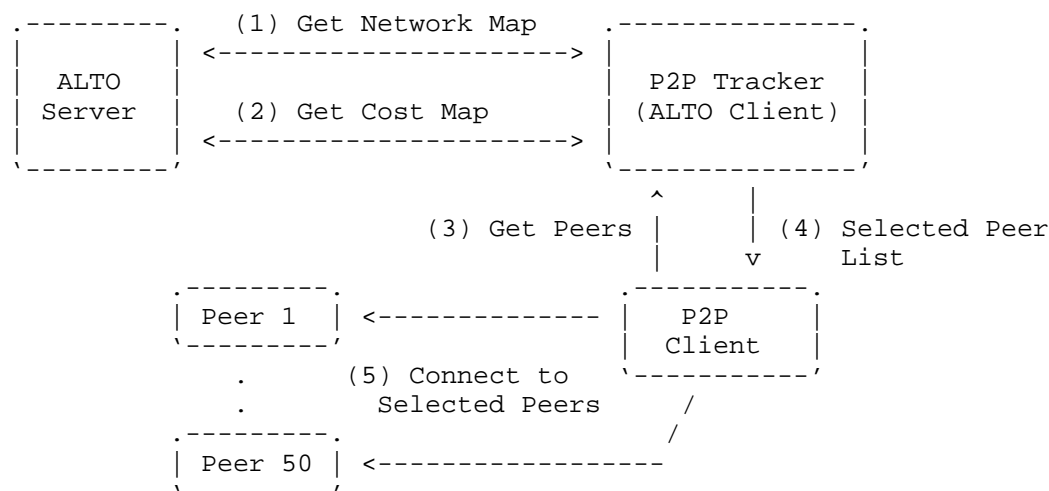 (1) Get Network Map
ALTO
Server
P2P Tracker
(ALTO Client)
(2) Get Cost Map
(3) Get Peers
(4) Selected Peer
List
Peer 1
P2P
Client
(5) Connect to
Selected Peers
.
.
Peer 50